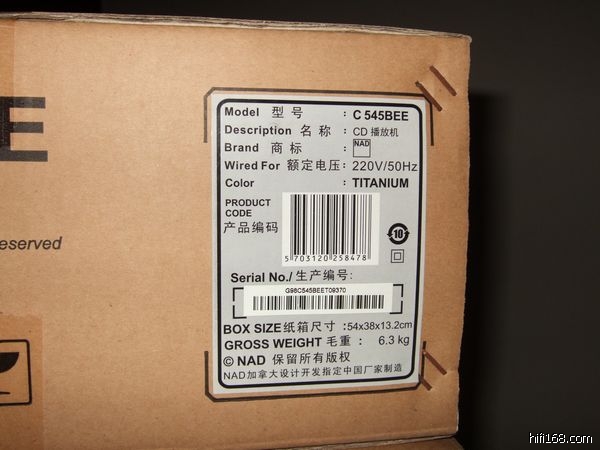 E
eserved
Model 型 号 : C 545BEE
Description 名 称 : CD 播放机
Brand 商 标 : NAD
Wired For 额定电压 : 220V/50Hz
Color : TITANIUM
PRODUCT
CODE
产品编码
5 703120 258478
10
Serial No./ 生产编号:
G98C545BEET09370
BOX SIZE 纸箱尺寸 :54x38x13.2cm
GROSS WEIGHT 毛重 : 6.3 kg
© NAD 保留所有版权
NAD加拿大设计开发指定中国厂家制造
hifi168.com